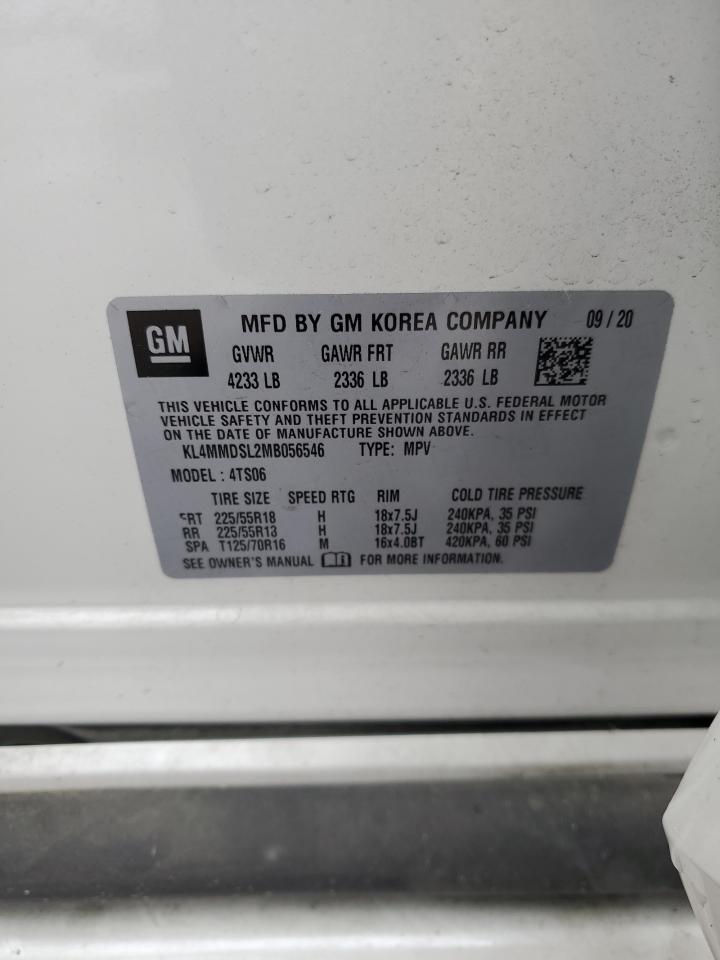 GM MFD BY GM KOREA COMPANY 09 / 20
GVWR GAWR FRT GAWR RR
4233 LB 2336 LB 2336 LB
THIS VEHICLE CONFORMS TO ALL APPLICABLE U.S. FEDERAL MOTOR
VEHICLE SAFETY AND THEFT PREVENTION STANDARDS IN EFFECT
ON THE DATE OF MANUFACTURE SHOWN ABOVE.
KL4MMDSL2MB056546 TYPE: MPV
MODEL : 4TS06
TIRE SIZE SPEED RTG RIM COLD TIRE PRESSURE
FRT 225/55R18 H 18x7.5J 240KPA, 35 PSI
RR 225/55R13 H 18x7.5J 240KPA, 35 PSI
SPA T125/70R16 M 16x4.0BT 420KPA, 60 PSI
SEE OWNER'S MANUAL FOR MORE INFORMATION.